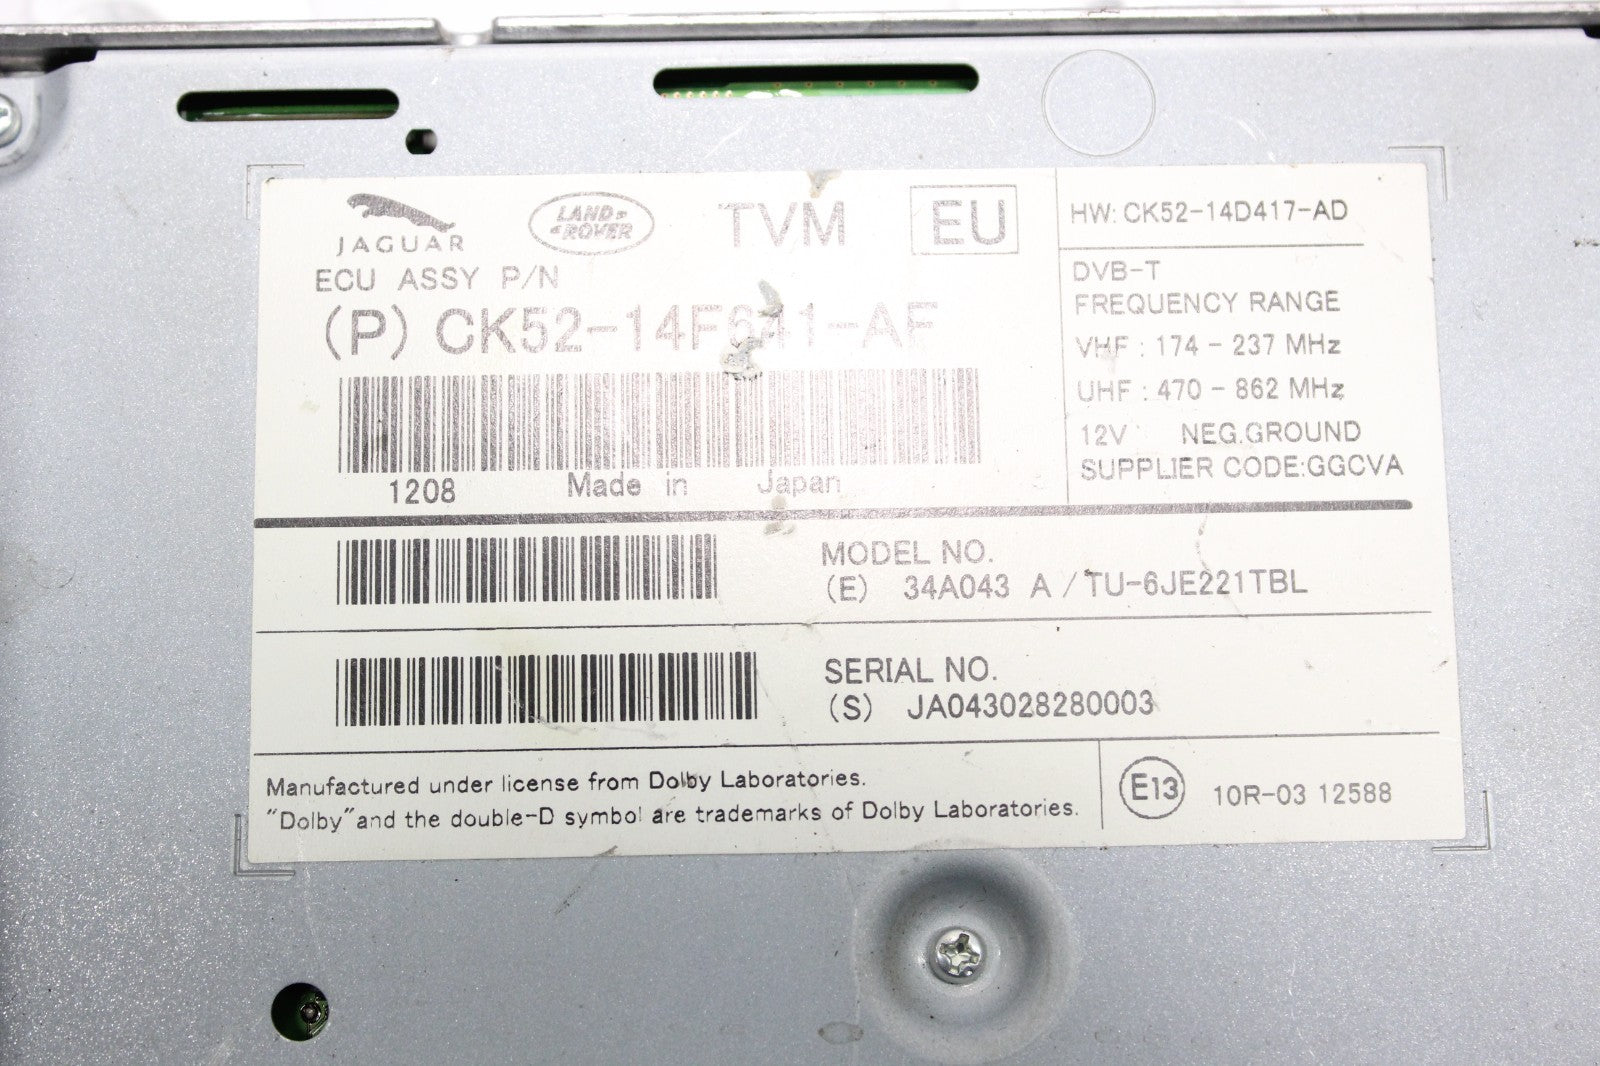 JAGUAR
LAND ROVER
TVM
EU
ECU ASSY P/N
(P) CK52-14F641-AE
1208 Made in Japan
HW: CK52-14D417-AD
DVB-T
FREQUENCY RANGE
VHF : 174 - 237 MHz
UHF : 470 - 862 MHz
12V NEG.GROUND
SUPPLIER CODE:GGCVA
MODEL NO.
(E) 34A043 A / TU-6JE221TBL
SERIAL NO.
(S) JA043028280003
Manufactured under license from Dolby Laboratories.
"Dolby" and the double-D symbol are trademarks of Dolby Laboratories.
E13 10R-03 12588